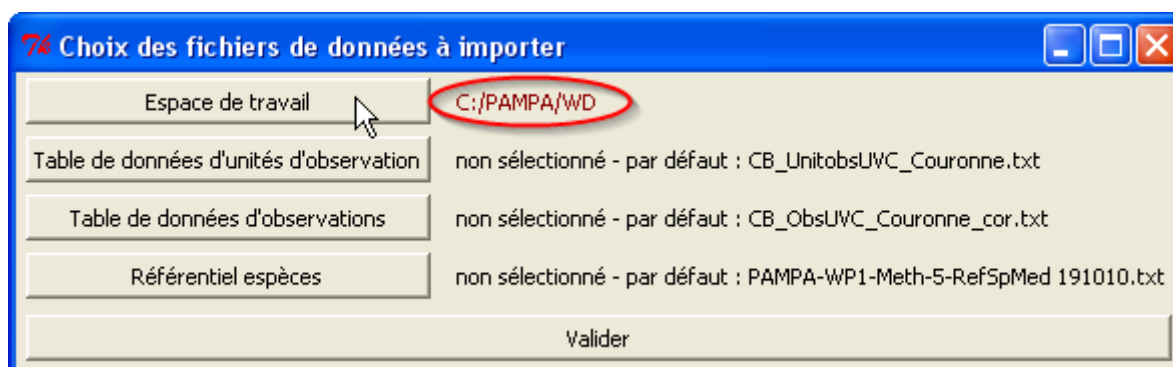 7k Choix des fichiers de données à importer
Espace de travail C:/PAMPA/WD
Table de données d'unités d'observation non sélectionné - par défaut : CB_UnitobsUVC_Couronne.txt
Table de données d'observations non sélectionné - par défaut : CB_ObsUVC_Couronne_cor.txt
Référentiel espèces non sélectionné - par défaut : PAMPA-WP1-Meth-5-RefSpMed 191010.txt
Valider